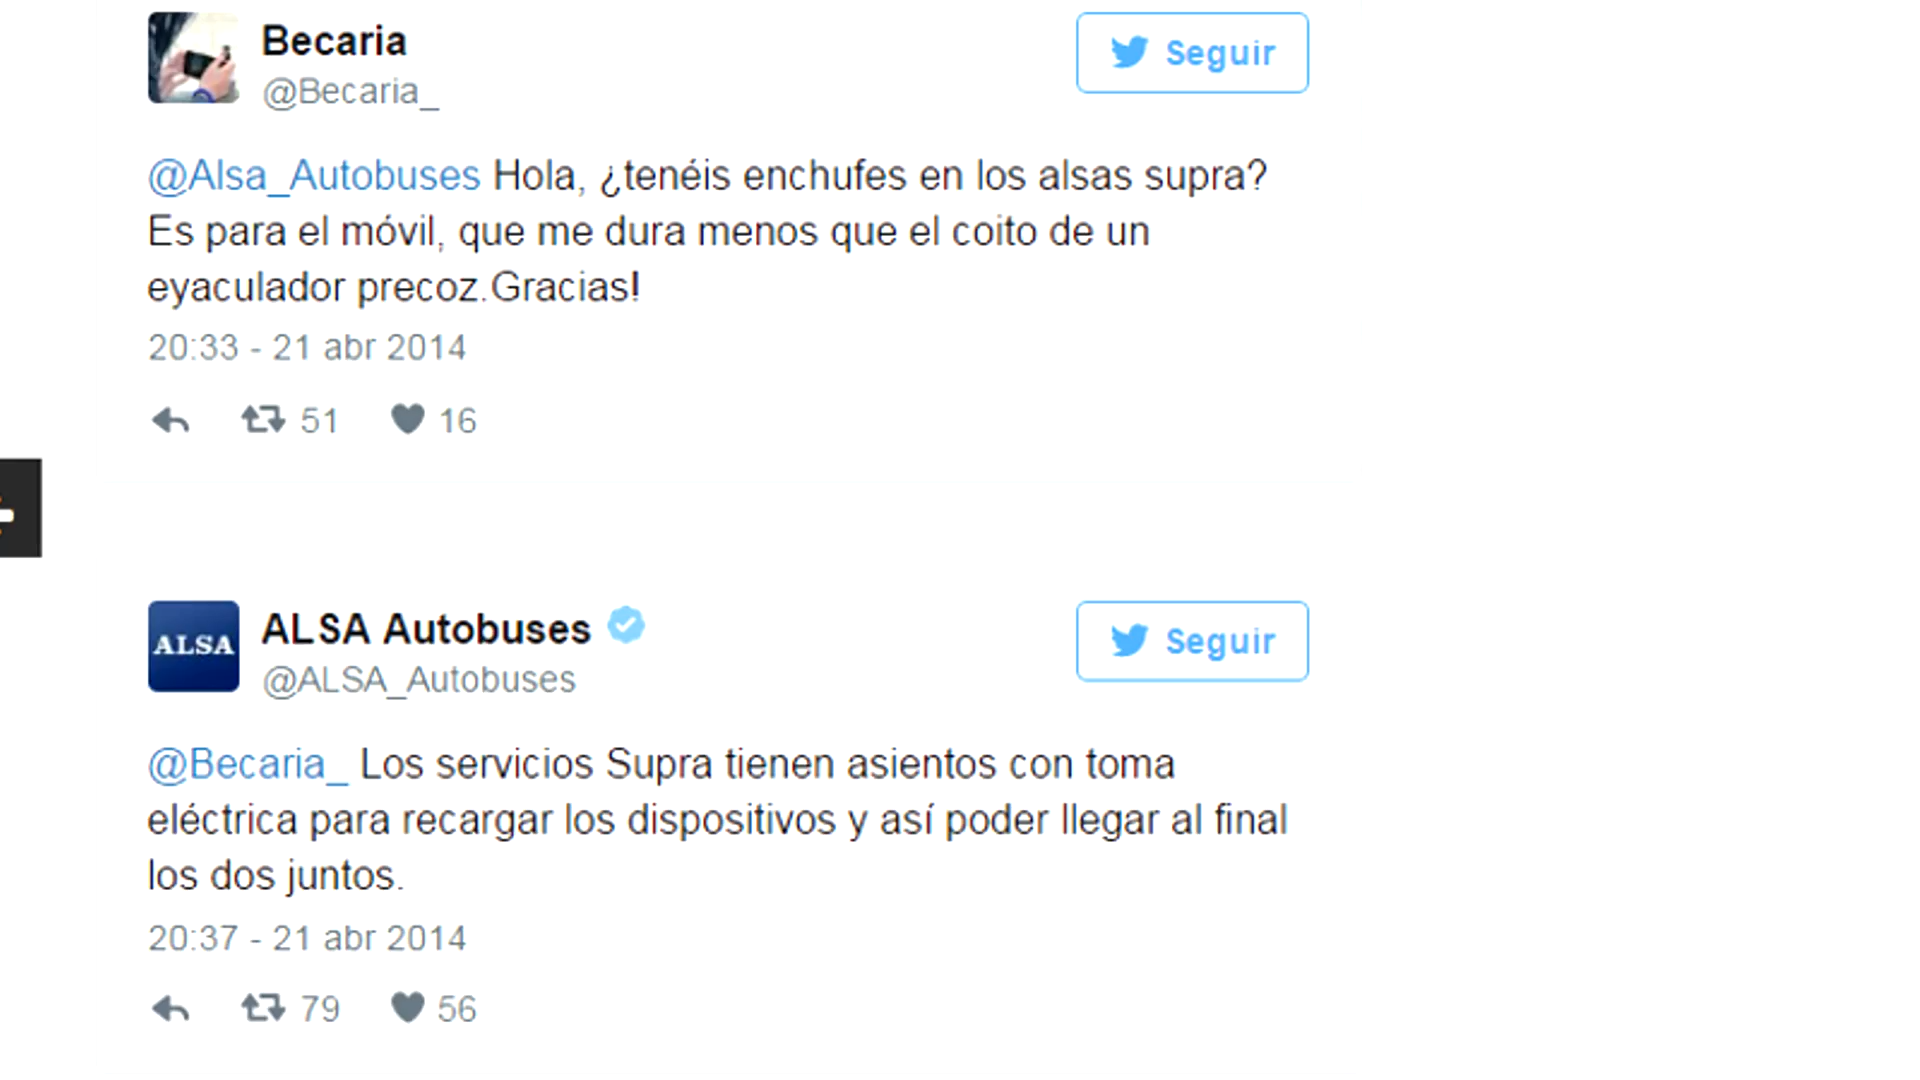 Becaria
Seguir
@Becaria_
@Alsa_Autobuses Hola, ¿tenéis enchufes en los alsas supra?
Es para el móvil, que me dura menos que el coito de un
eyaculador precoz.Gracias!
20:33 - 21 abr 2014
51 16
ALSA
ALSA Autobuses
Seguir
@ALSA_Autobuses
@Becaria_ Los servicios Supra tienen asientos con toma
eléctrica para recargar los dispositivos y así poder llegar al final
los dos juntos.
20:37 - 21 abr 2014
79 56